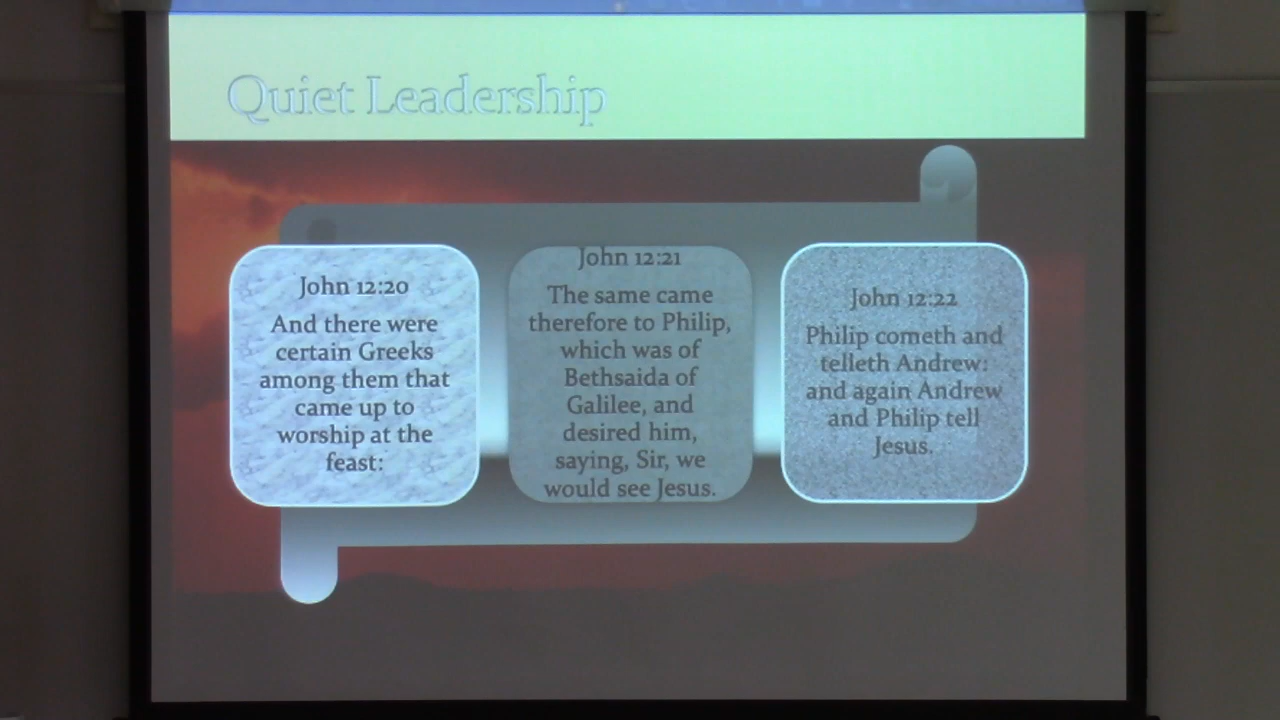 Quiet Leadership
John 12:20
And there were
certain Greeks
among them that
came up to
worship at the
feast:
John 12:21
The same came
therefore to Philip,
which was of
Bethsaida of
Galilee, and
desired him,
saying, Sir, we
would see Jesus.
John 12:22
Philip cometh and
telleth Andrew:
and again Andrew
and Philip tell
Jesus.